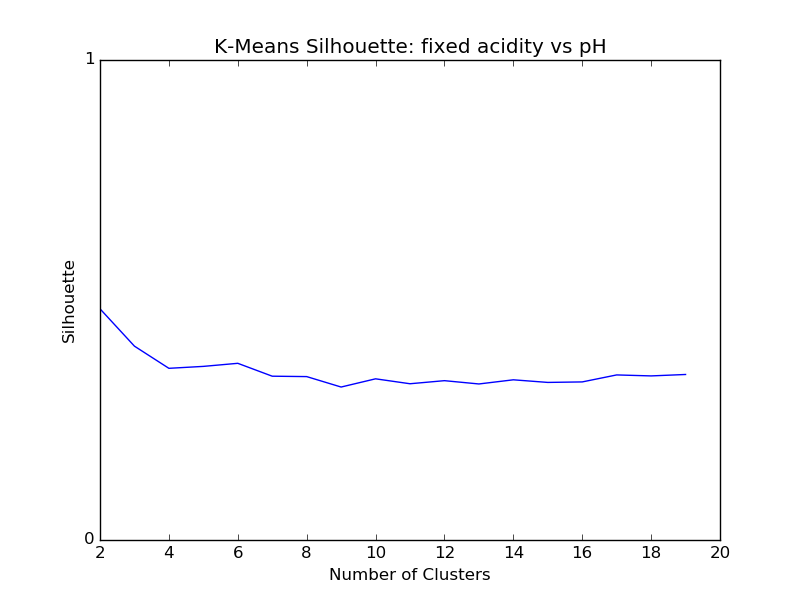 K-Means Silhouette: fixed acidity vs pH
1
Silhouette
0
2 4 6 8 10 12 14 16 18 20
Number of Clusters